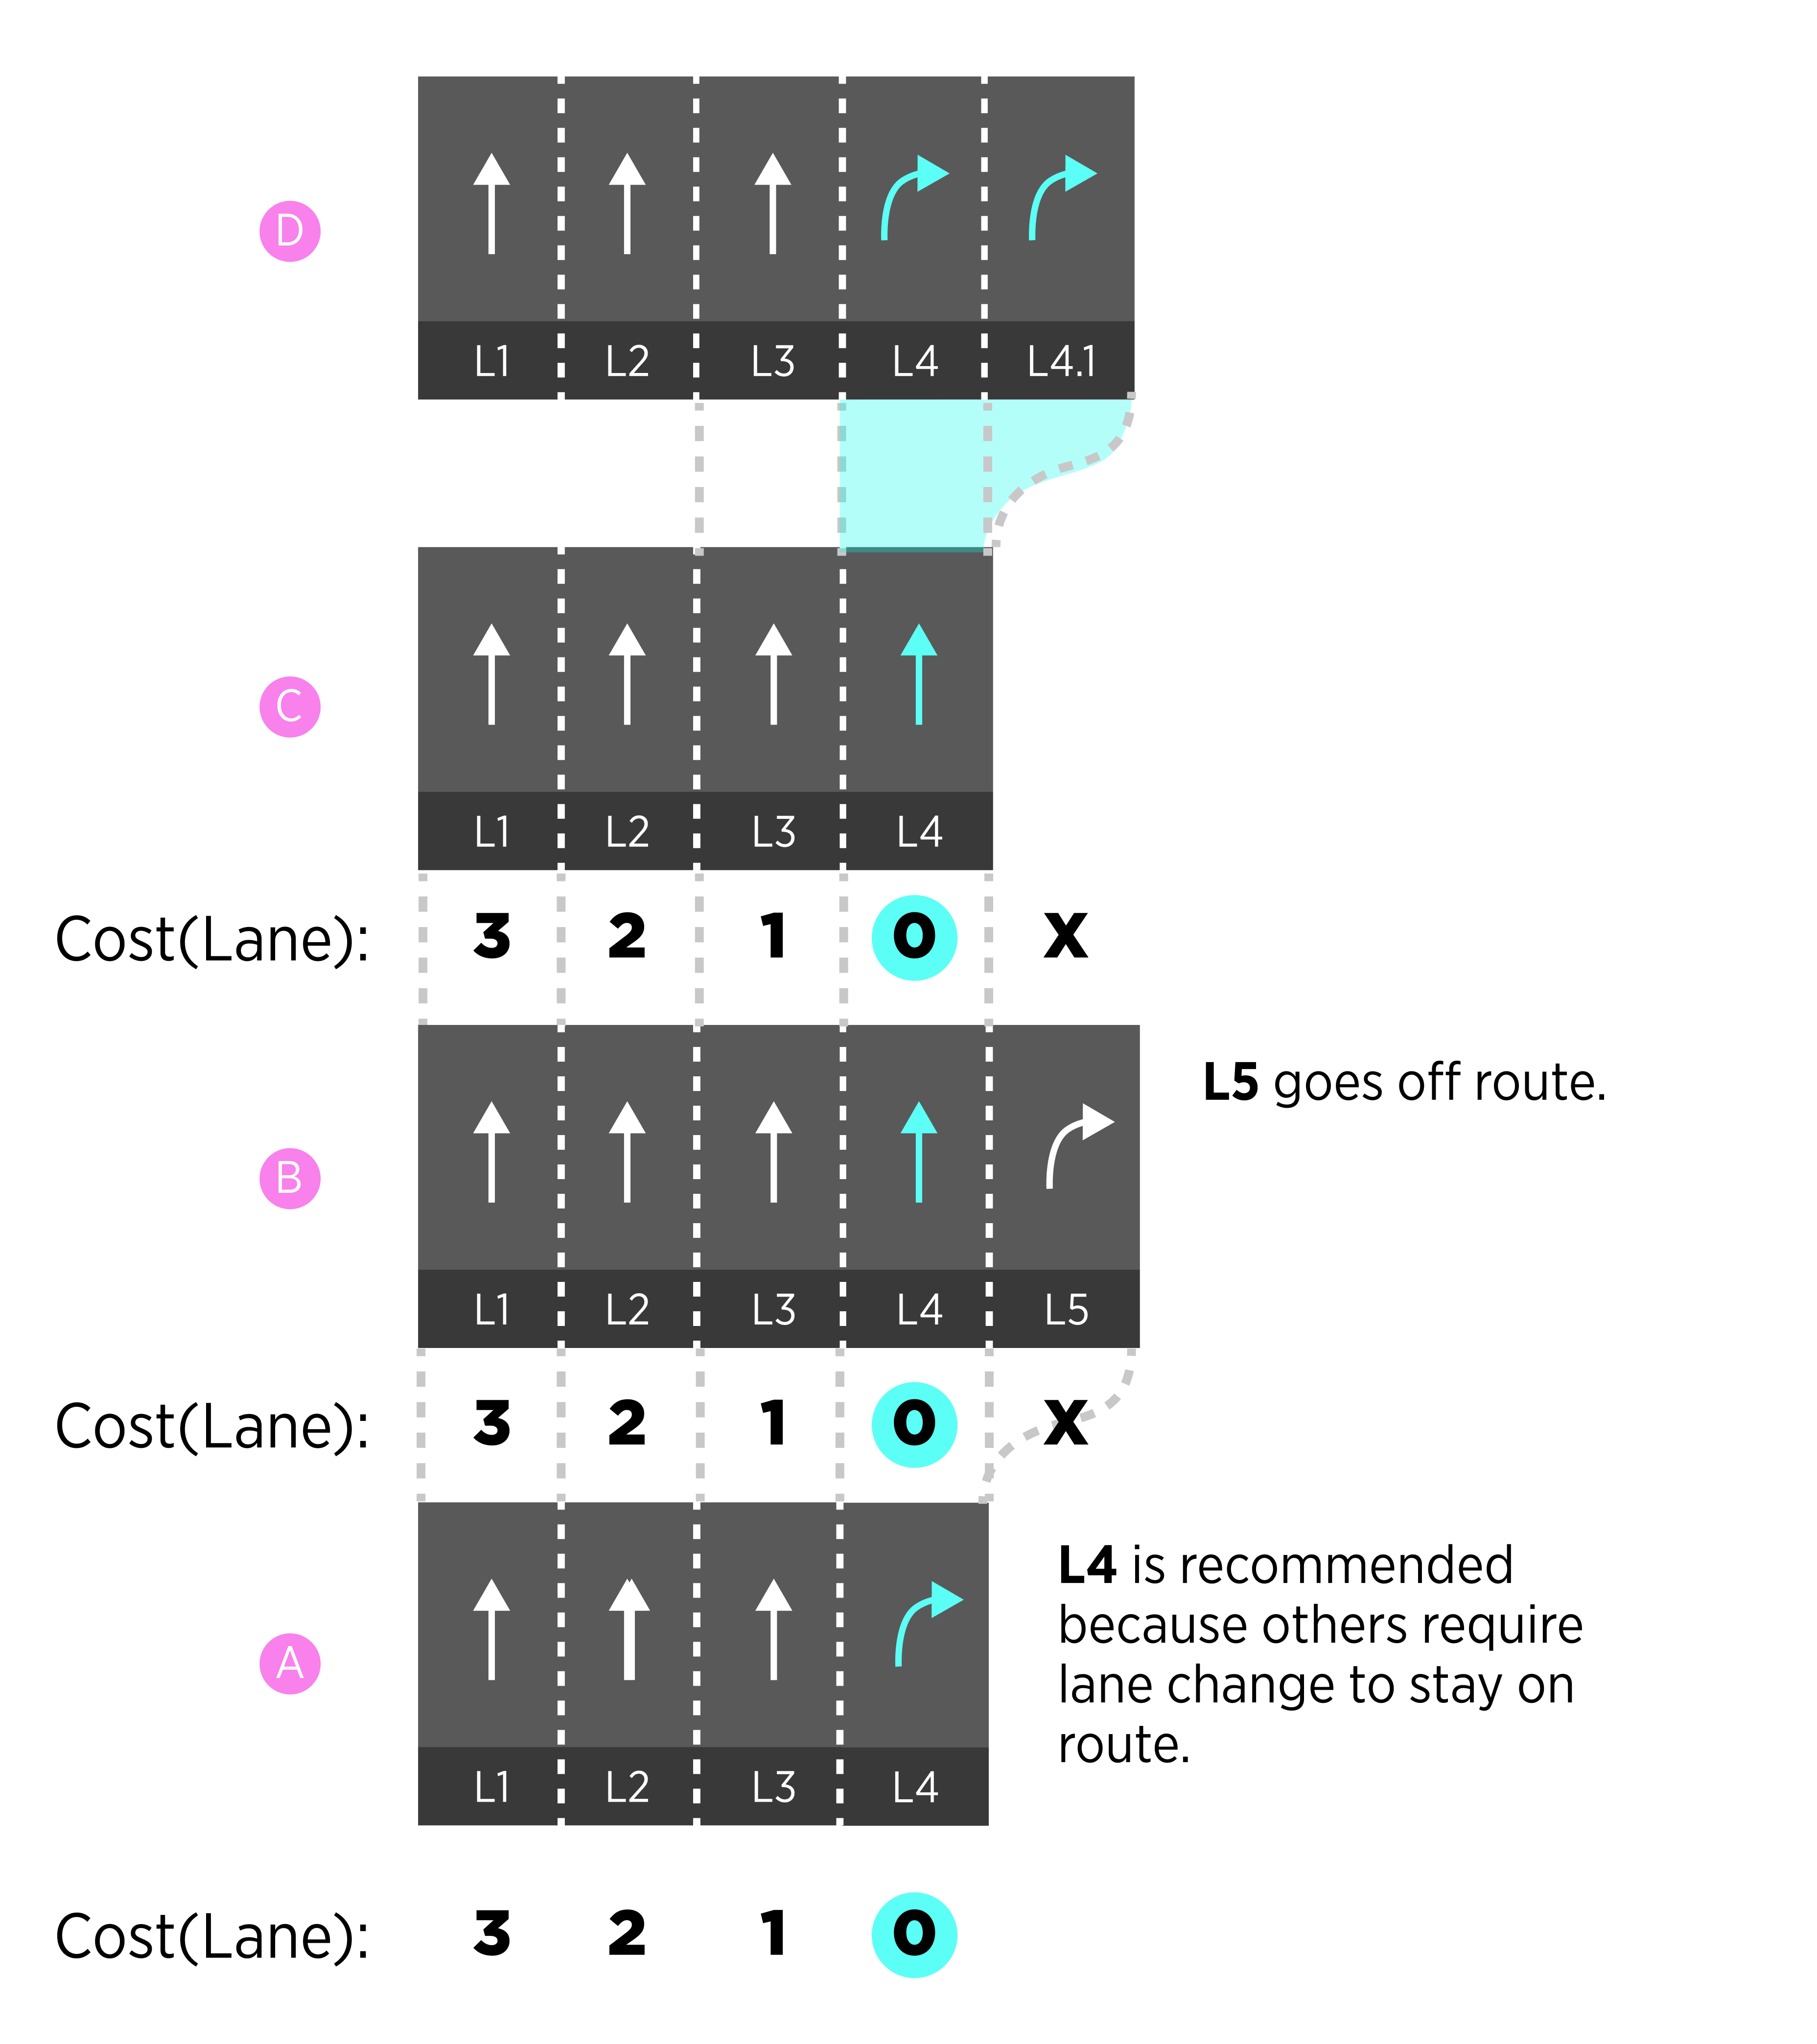 D
L1 L2 L3 L4 L4.1
C
L1 L2 L3 L4
Cost(Lane): 3 2 1 0 X
L5 goes off route.
B
L1 L2 L3 L4 L5
Cost(Lane): 3 2 1 0 X
L4 is recommended
because others require
lane change to stay on
route.
A
L1 L2 L3 L4
Cost(Lane): 3 2 1 0